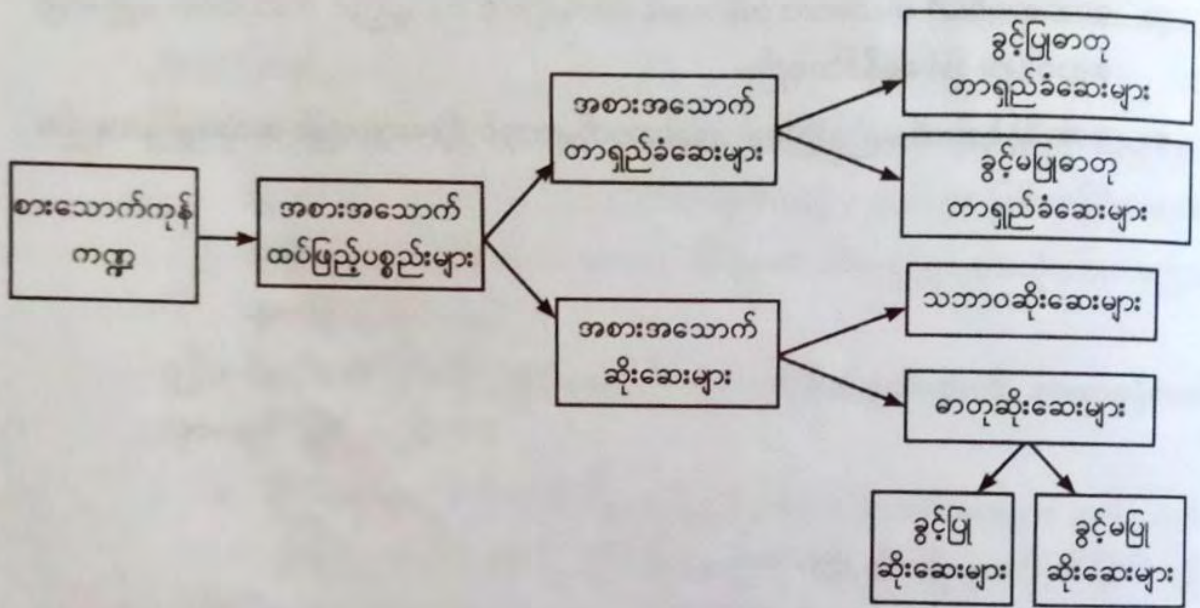 စားသောက်ကုန်
ကဏ္ဍ
အစားအသောက်
ထပ်ဖြည့်ပစ္စည်းများ
အစားအသောက်
တာရှည်ခံဆေးများ
ခွင့်ပြုဓာတု
တာရှည်ခံဆေးများ
ခွင့်မပြုဓာတု
တာရှည်ခံဆေးများ
အစားအသောက်
ဆိုးဆေးများ
သဘာဝဆိုးဆေးများ
ဓာတုဆိုးဆေးများ
ခွင့်ပြု
ဆိုးဆေးများ
ခွင့်မပြု
ဆိုးဆေးများ